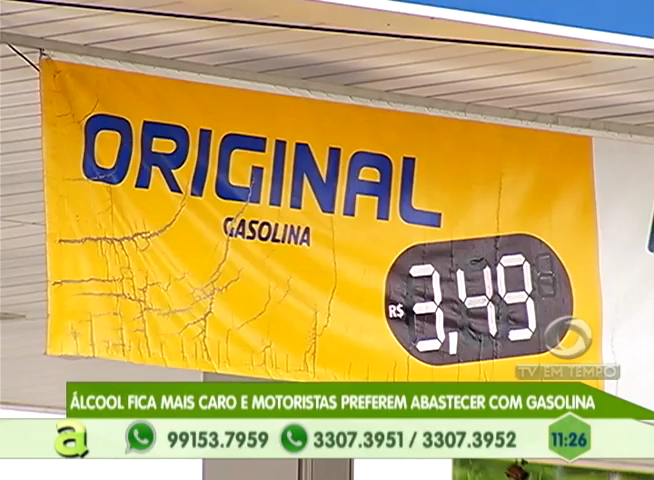 ORIGINAL
GASOLINA
R$ 3,49
TV EM TEMPO
ÁLCOOL FICA MAIS CARO E MOTORISTAS PREFEREM ABASTECER COM GASOLINA
a 99153.7959 3307.3951 / 3307.3952 11:26